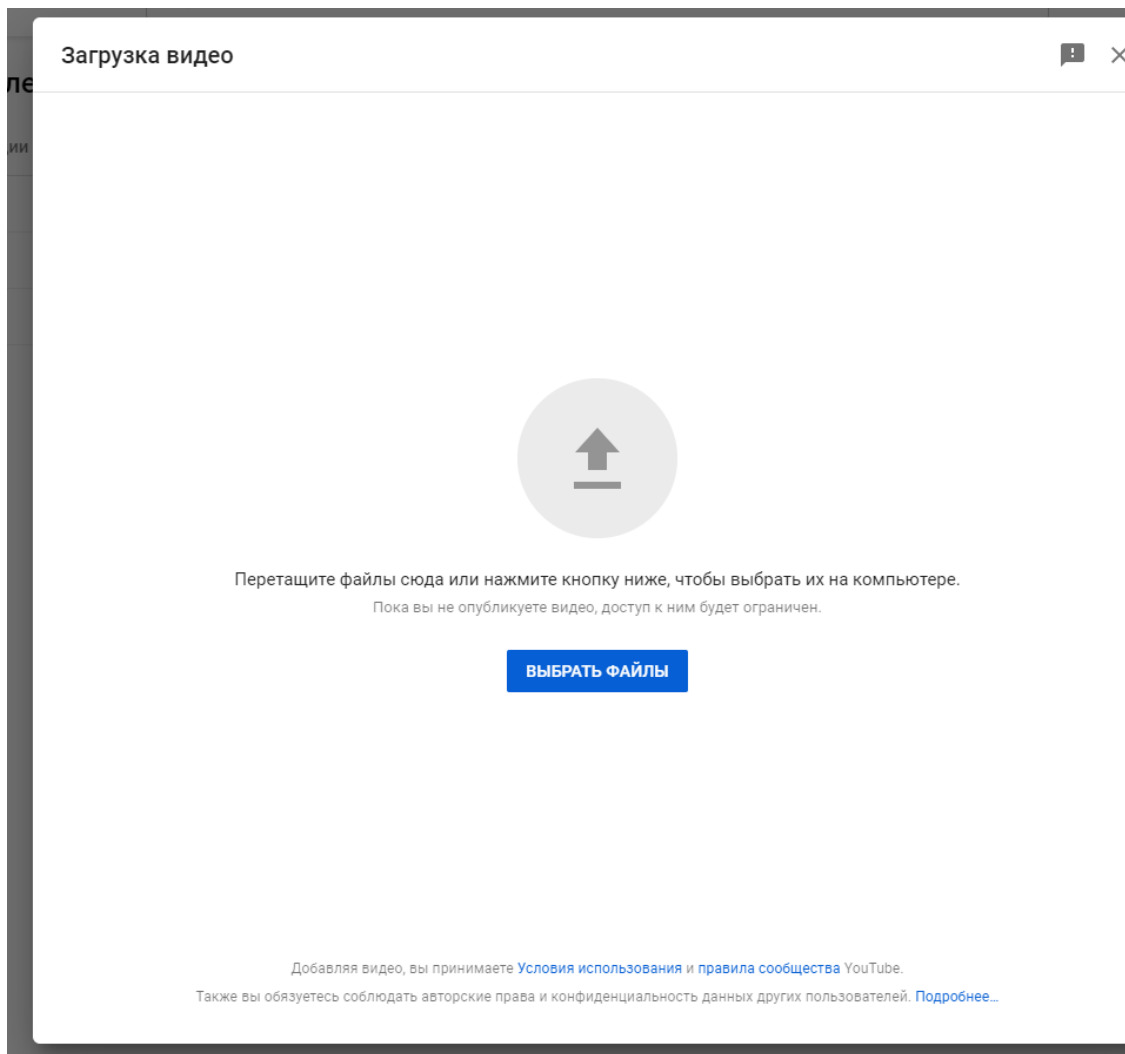 Загрузка видео
ле
ции
Перетащите файлы сюда или нажмите кнопку ниже, чтобы выбрать их на компьютере.
Пока вы не опубликуете видео, доступ к ним будет ограничен.
ВЫБРАТЬ ФАЙЛЫ
Добавляя видео, вы принимаете Условия использования и правила сообщества YouTube.
Также вы обязуетесь соблюдать авторские права и конфиденциальность данных других пользователей. Подробнее…